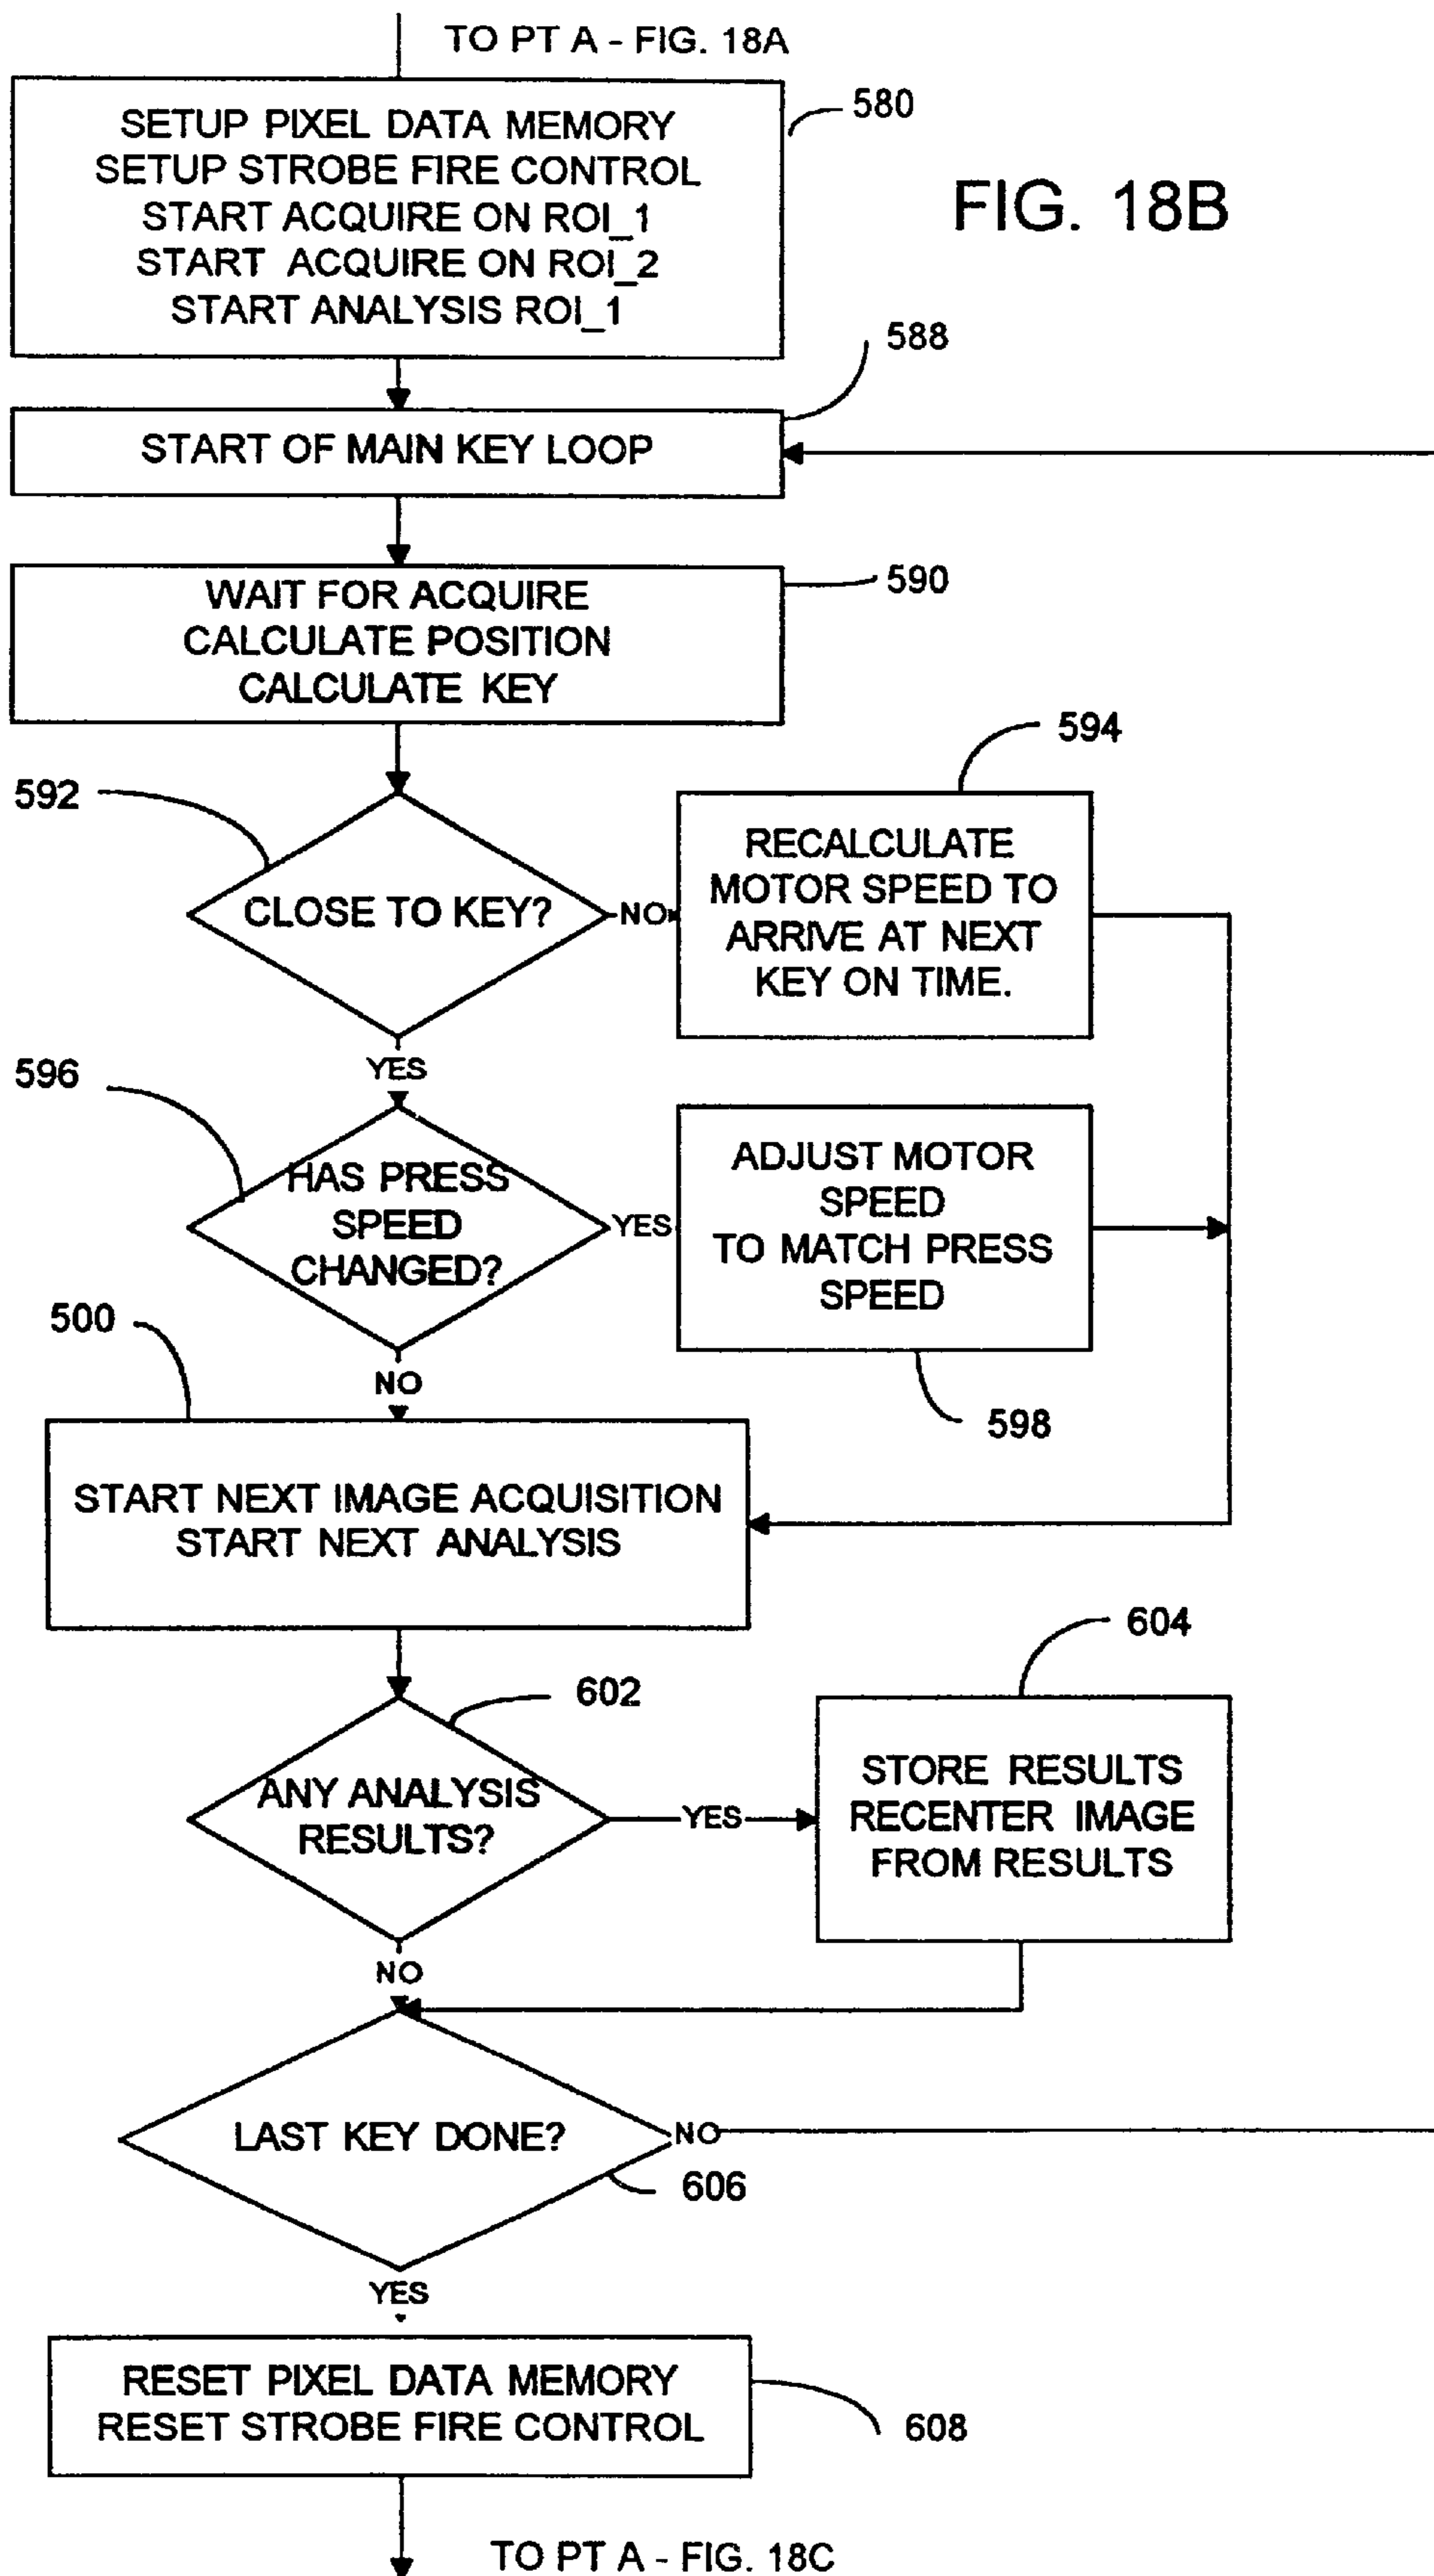 TO PT A - FIG. 18A
SETUP PIXEL DATA MEMORY
SETUP STROBE FIRE CONTROL
START ACQUIRE ON ROI_1
START ACQUIRE ON ROI_2
START ANALYSIS ROI_1
580
FIG. 18B
588
START OF MAIN KEY LOOP
WAIT FOR ACQUIRE
CALCULATE POSITION
CALCULATE KEY
590
592
CLOSE TO KEY?
NO
594
RECALCULATE
MOTOR SPEED TO
ARRIVE AT NEXT
KEY ON TIME.
YES
596
HAS PRESS
SPEED
CHANGED?
YES
ADJUST MOTOR
SPEED
TO MATCH PRESS
SPEED
598
NO
500
START NEXT IMAGE ACQUISITION
START NEXT ANALYSIS
602
ANY ANALYSIS
RESULTS?
YES
604
STORE RESULTS
RECENTER IMAGE
FROM RESULTS
NO
LAST KEY DONE?
NO
606
YES
RESET PIXEL DATA MEMORY
RESET STROBE FIRE CONTROL
608
TO PT A - FIG. 18C